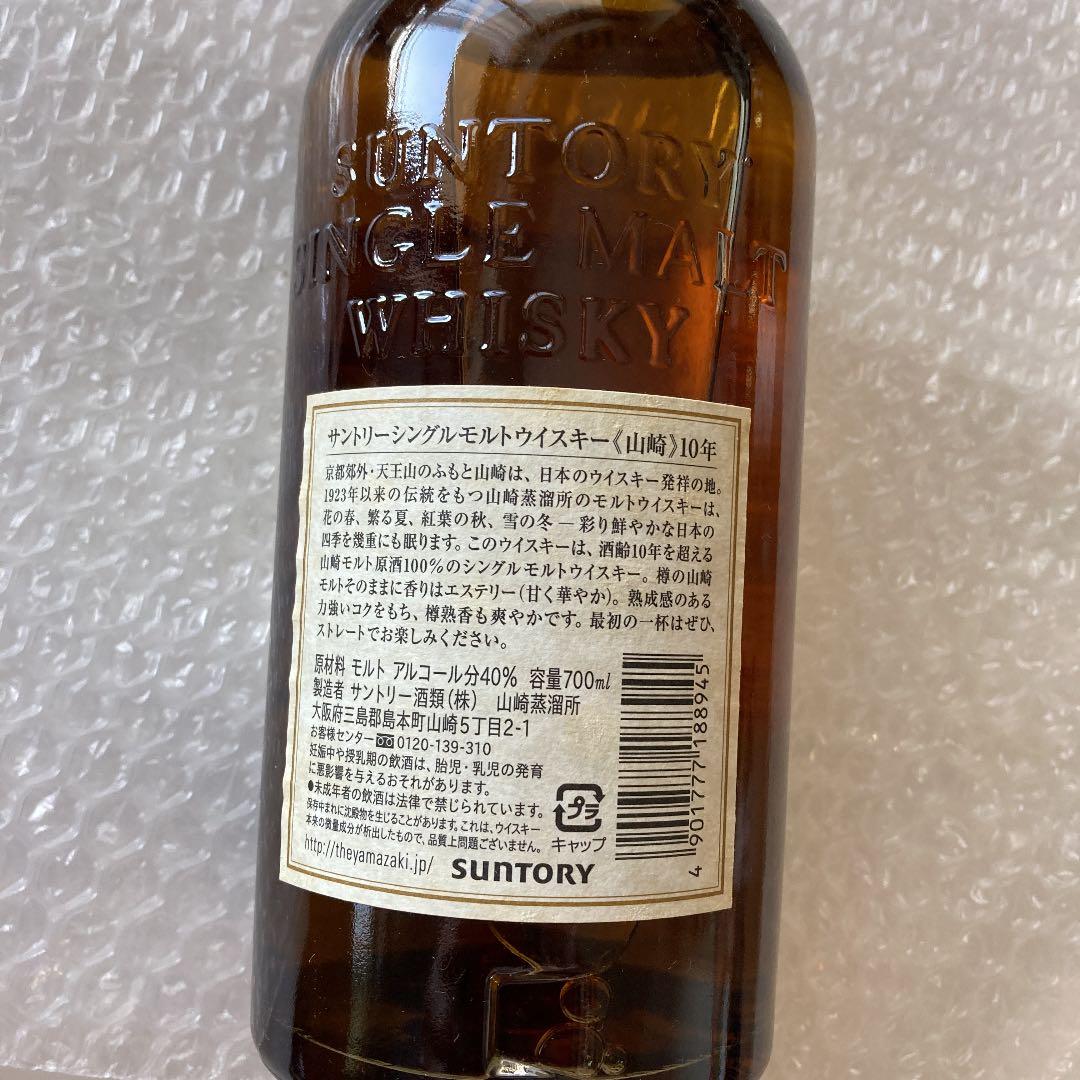 SUNTORY
SINGLE MALT
WHISKY
サントリーシングルモルトウイスキー《山崎》10年
京都郊外・天王山のふもと山崎は、日本のウイスキー発祥の地。
1923年以来の伝統をもつ山崎蒸溜所のモルトウイスキーは、
花の春、繁る夏、紅葉の秋、雪の冬 ─ 彩り鮮やかな日本の
四季を幾重にも眠ります。このウイスキーは、酒齢10年を超える
山崎モルト原酒100%のシングルモルトウイスキー。樽の山崎
モルトそのままに香りはエステリー(甘く華やか)。熟成感のある
力強いコクをもち、樽熟香も爽やかです。最初の一杯はぜひ、
ストレートでお楽しみください。
原材料 モルト アルコール分40% 容量700ml
製造者 サントリー酒類(株) 山崎蒸溜所
大阪府三島郡島本町山崎5丁目2-1
お客様センター 0120-139-310
妊娠中や授乳期の飲酒は、胎児・乳児の発育
に悪影響を与えるおそれがあります。
●未成年者の飲酒は法律で禁じられています。
保存中まれに沈殿物を生じることがあります。これは、ウイスキー
本来の微量成分が析出したもので、品質上問題ございません。
http://theyamazaki.jp/
SUNTORY
プラ
キャップ
4 901777 188945